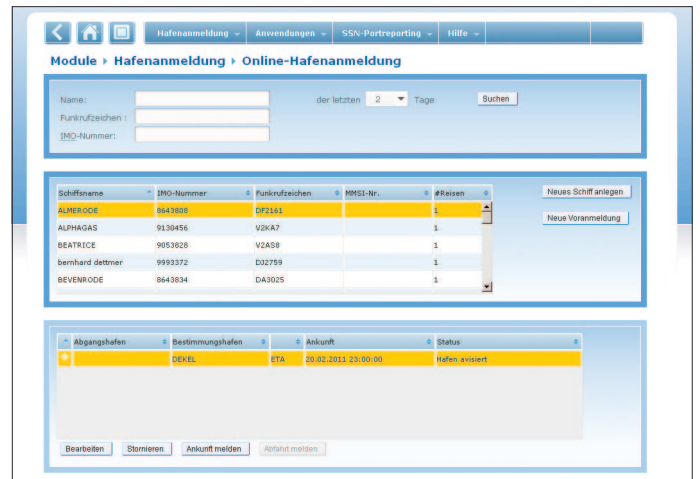 Hafenanmeldung Anwendungen SSN-Portreporting Hilfe
Module Hafenanmeldung Online-Hafenanmeldung
Name: der letzten 2 Tage Suchen
Funkrufzeichen :
IMO-Nummer:
Schiffsname IMO-Nummer Funkrufzeichen MMSI-Nr. #Reisen Neues Schiff anlegen
ALMERODE 8643808 DFZ161 1
Neue Voranmeldung
ALPHAGAS 9130456 V2KA7 1
BEATRICE 9053828 V2AS8 1
bernhard dettmer 9993372 DJ2759 1
BEVENRODE 8643834 DA3025 1
Abgangshafen Bestimmungshafen Ankunft Status
DEKEL ETA 20.02.2011 23:00:00 Hafen avisiert
Bearbeiten Stornieren Ankunft melden Abfahrt melden